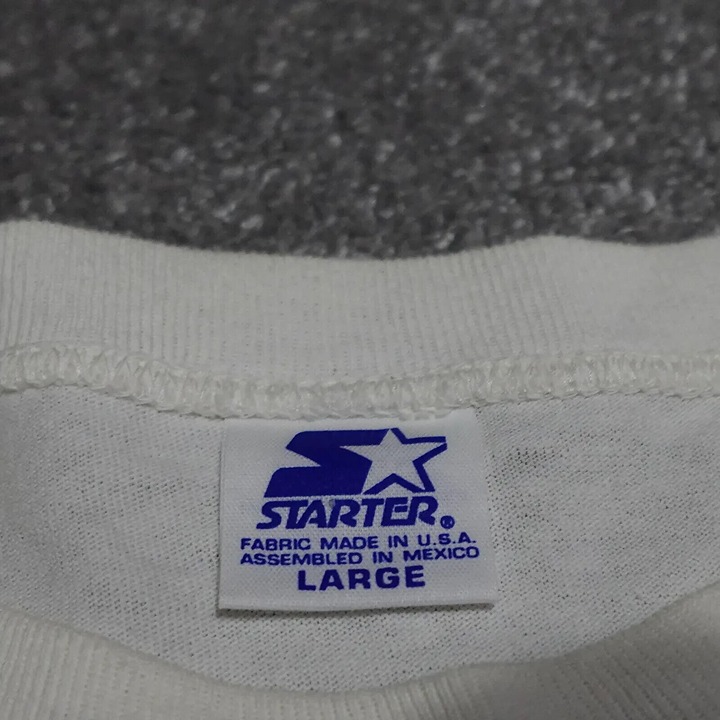 STARTER®
FABRIC MADE IN U.S.A.
ASSEMBLED IN MEXICO
LARGE